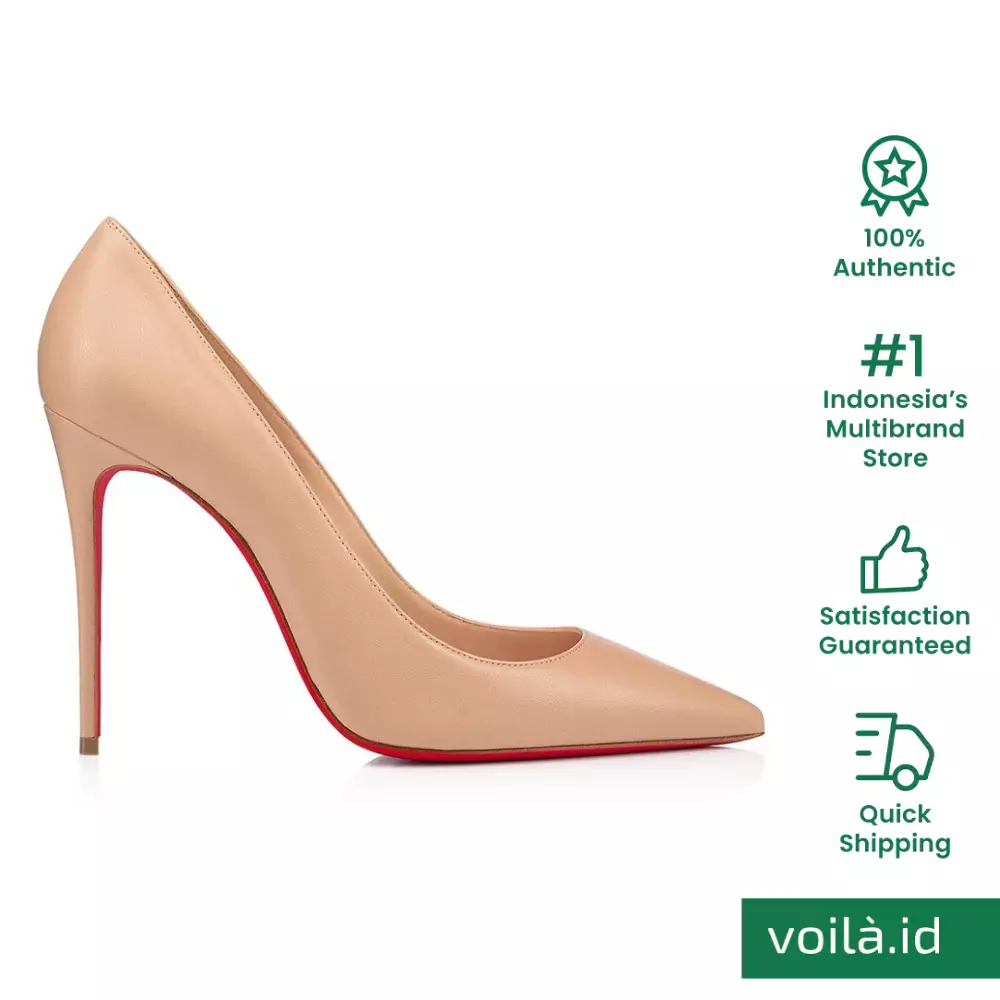 100%
Authentic
#1
Indonesia’s
Multibrand
Store
Satisfaction
Guaranteed
Quick
Shipping
voilà.id